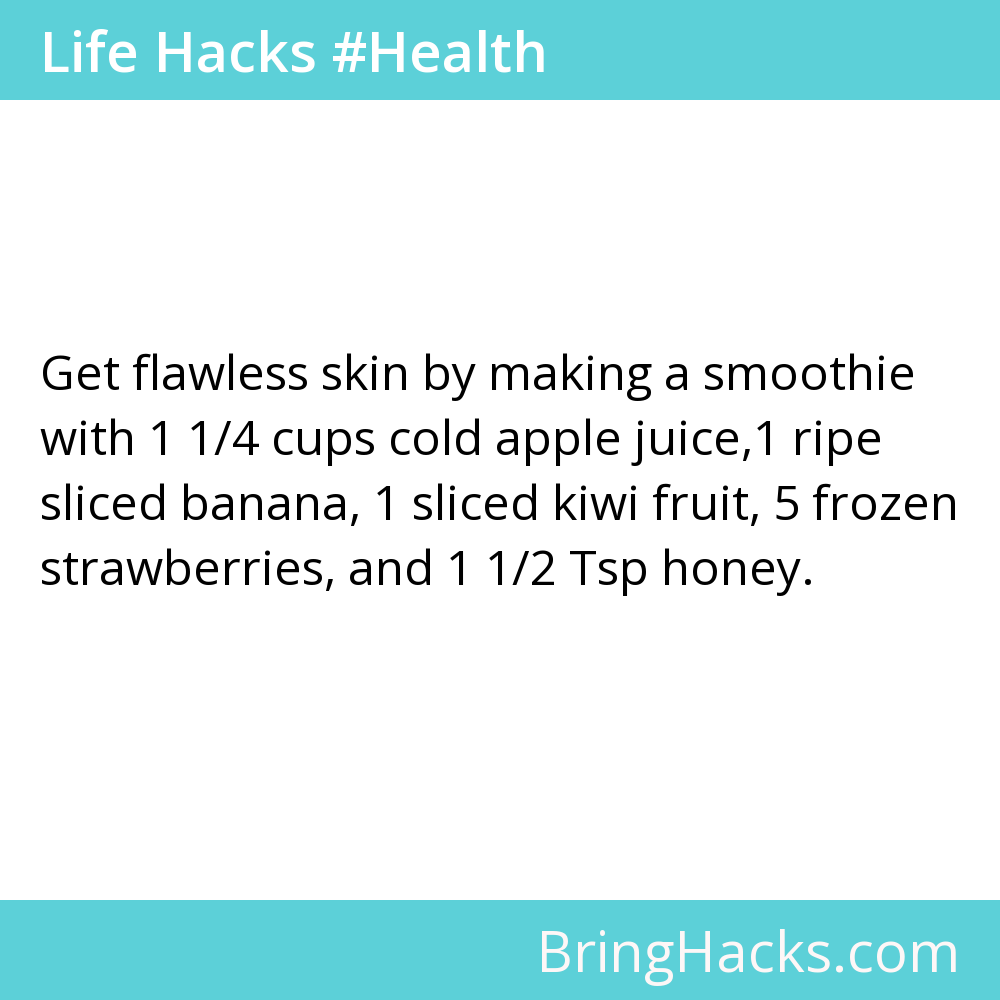 Life Hacks #Health
Get flawless skin by making a smoothie
with 1 1/4 cups cold apple juice,1 ripe
sliced banana, 1 sliced kiwi fruit, 5 frozen
strawberries, and 1 1/2 Tsp honey.
BringHacks.com